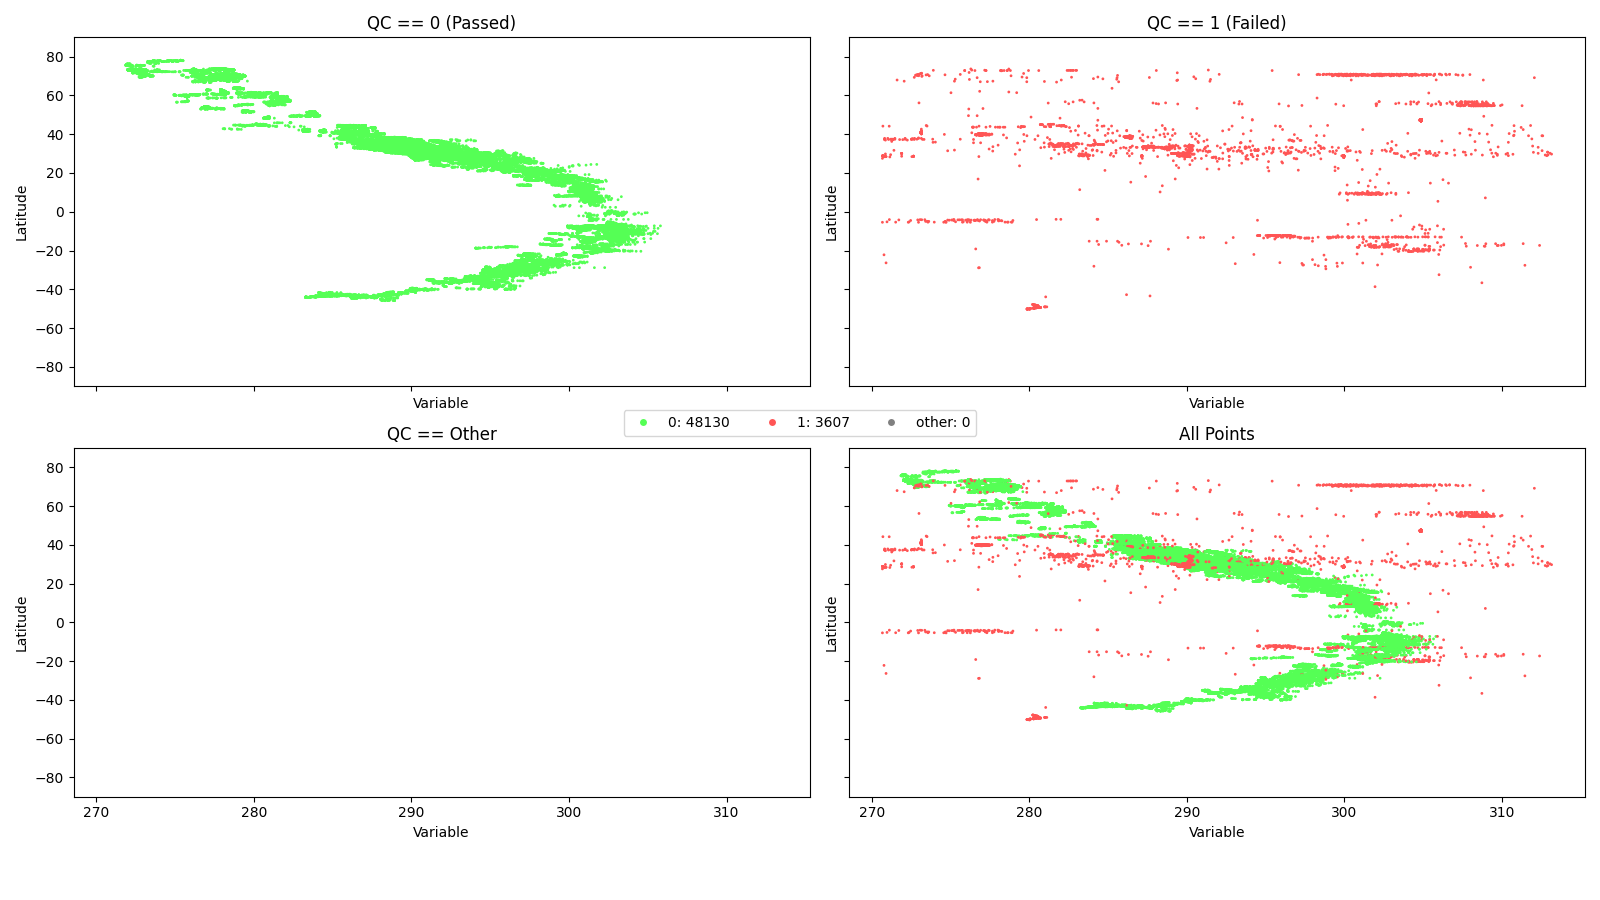 QC == 0 (Passed)
80
60
40
20
0
−20
−40
−60
−80
Latitude
Variable
QC == 1 (Failed)
Latitude
Variable
0: 48130 1: 3607 other: 0
QC == Other
80
60
40
20
0
−20
−40
−60
−80
Latitude
270 280 290 300 310
Variable
All Points
Latitude
270 280 290 300 310
Variable